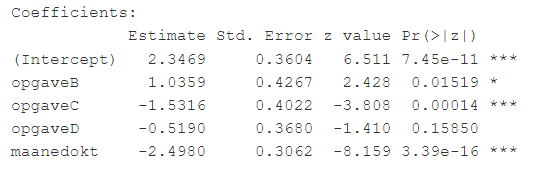 Coefficients:
Estimate Std. Error z value Pr(>|z|)
(Intercept) 2.3469 0.3604 6.511 7.45e-11 ***
opgaveB 1.0359 0.4267 2.428 0.01519 *
opgaveC -1.5316 0.4022 -3.808 0.00014 ***
opgaveD -0.5190 0.3680 -1.410 0.15850
maanedokt -2.4980 0.3062 -8.159 3.39e-16 ***